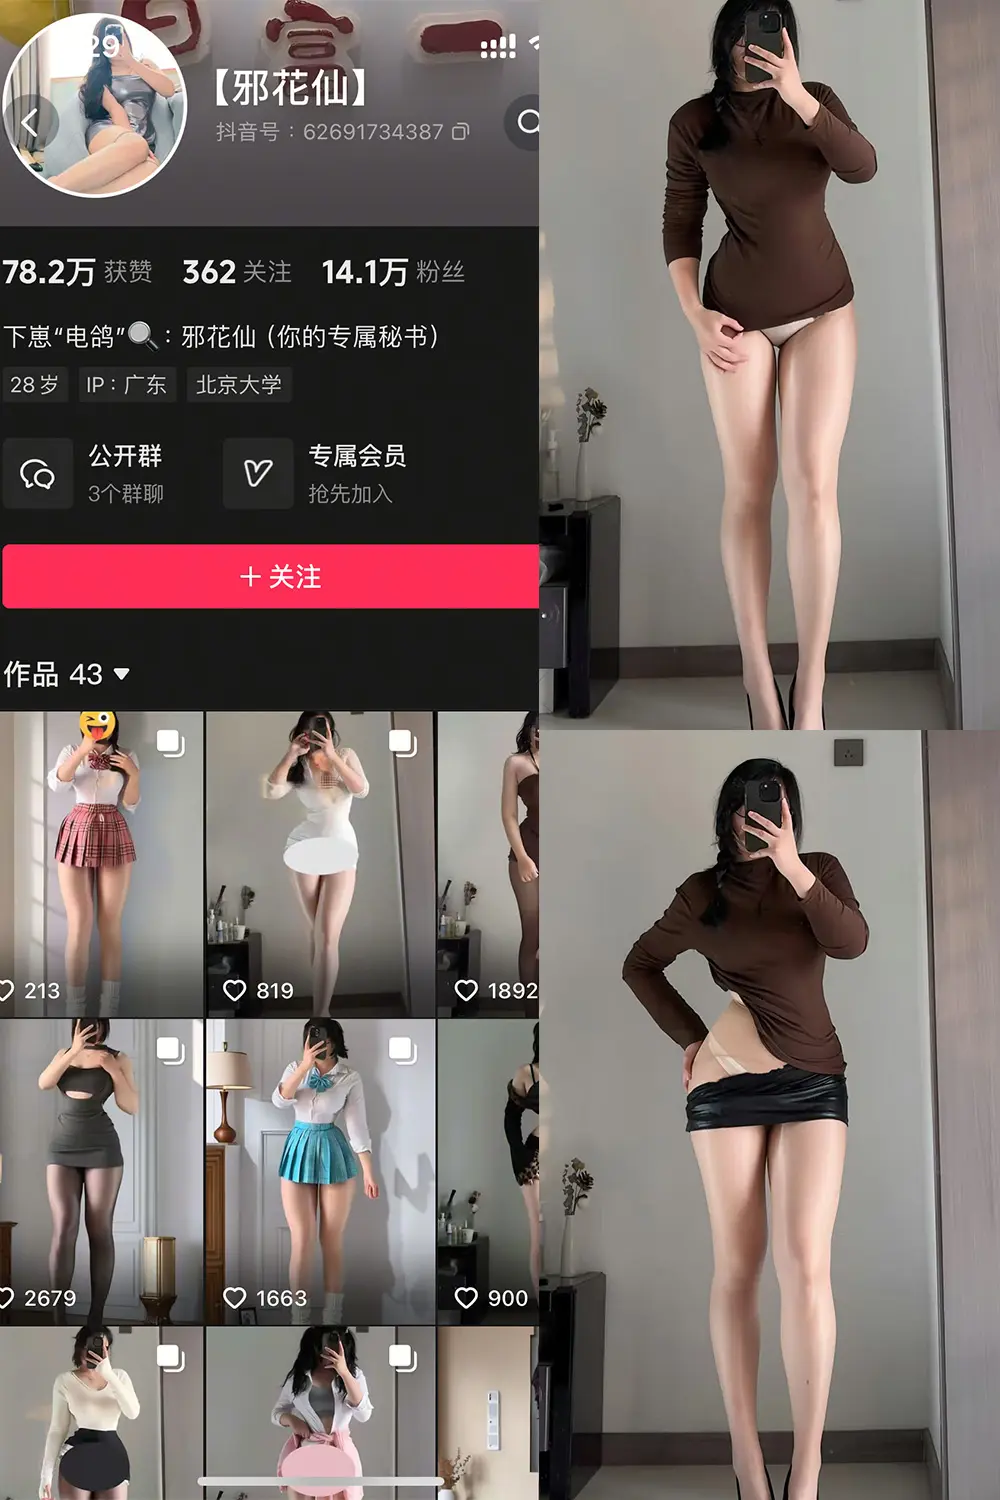 29
【邪花仙】
抖音号：62691734387
78.2万 获赞 362 关注 14.1万 粉丝
下崽“电鸽”🔍：邪花仙（你的专属秘书）
28岁 IP：广东 北京大学
公开群 专属会员
3个群聊 抢先加入
+ 关注
作品 43
213 819 1892
2679 1663 900